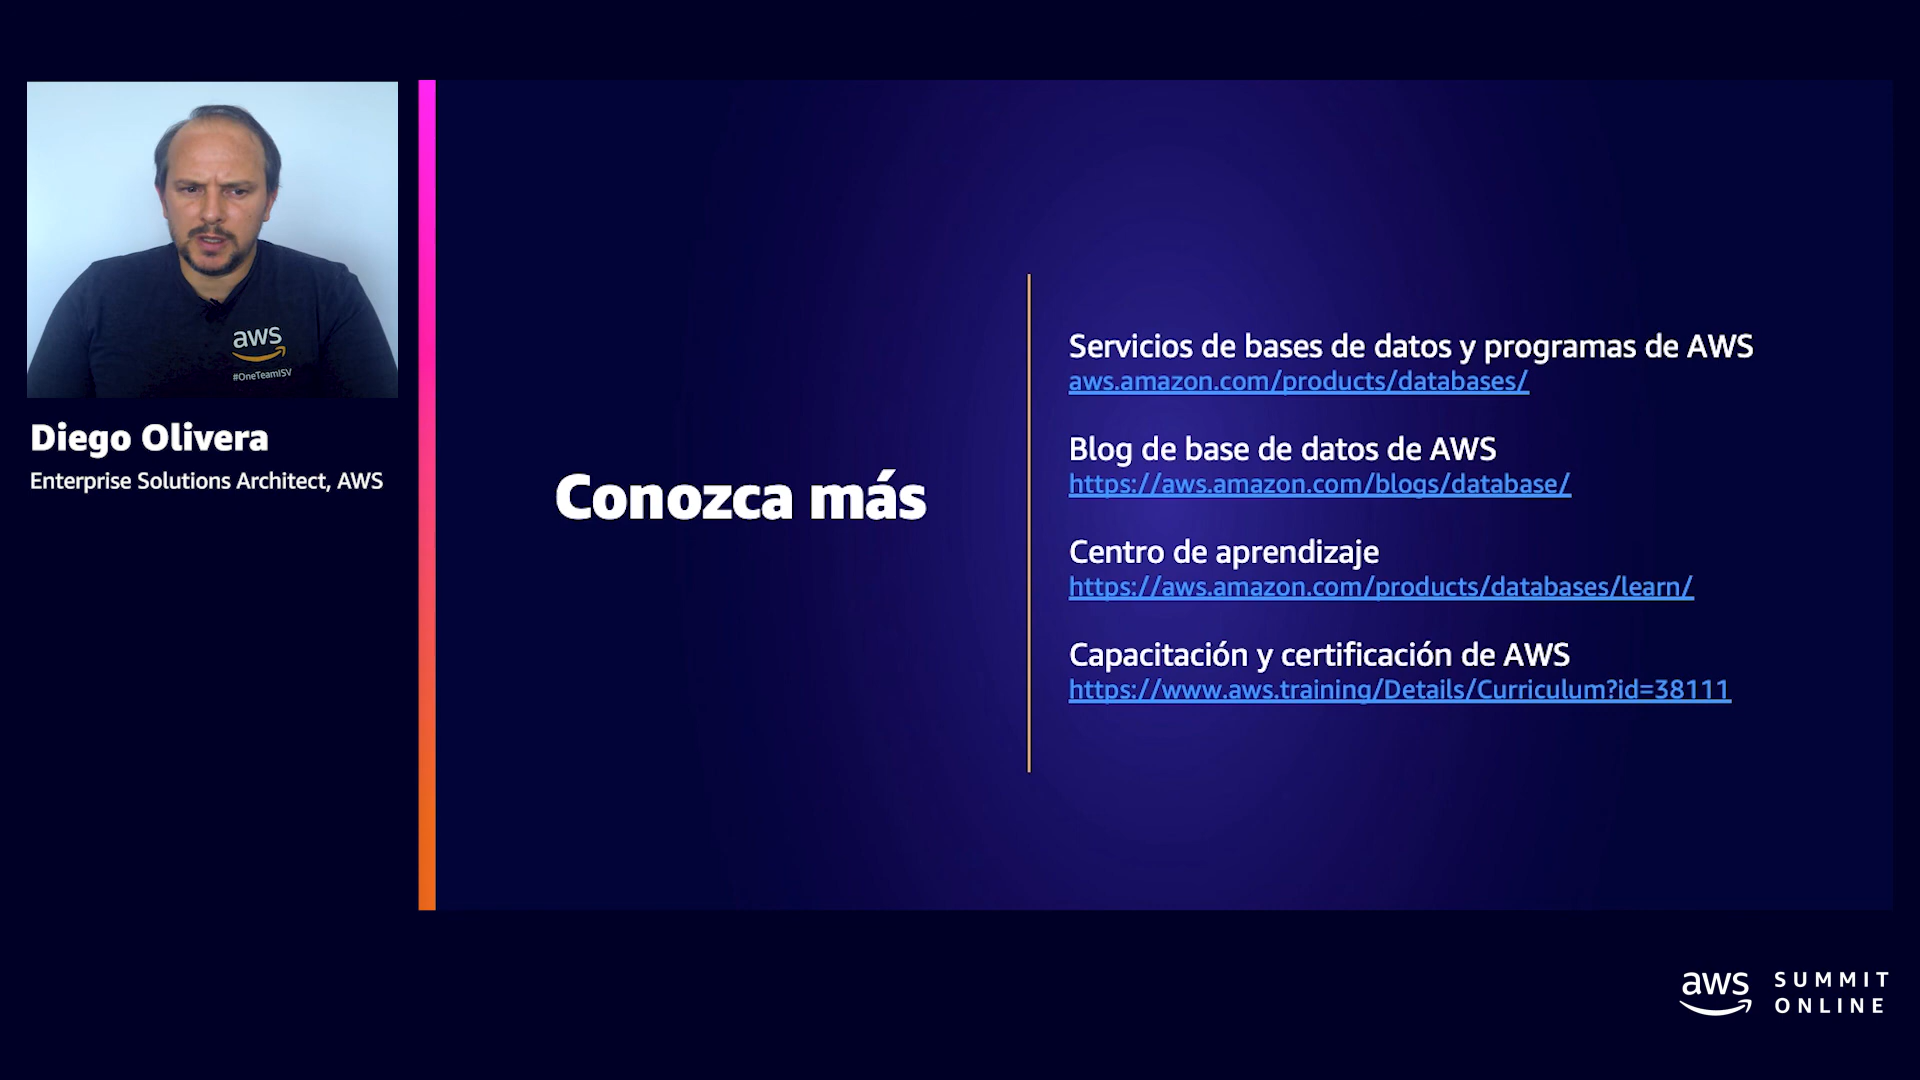 aws
#OneTeamISV
Diego Olivera
Enterprise Solutions Architect, AWS
Conozca más
Servicios de bases de datos y programas de AWS
aws.amazon.com/products/databases/
Blog de base de datos de AWS
https://aws.amazon.com/blogs/database/
Centro de aprendizaje
https://aws.amazon.com/products/databases/learn/
Capacitación y certificación de AWS
https://www.aws.training/Details/Curriculum?id=38111
aws SUMMIT
ONLINE